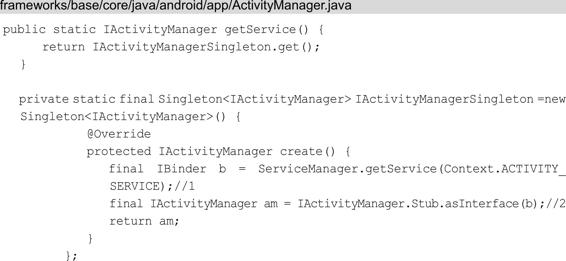 frameworks/base/core/java/android/app/ActivityManager.java
public static IActivityManager getService() {
return IActivityManagerSingleton.get();
}
private static final Singleton<IActivityManager> IActivityManagerSingleton =new
Singleton<IActivityManager>() {
@Override
protected IActivityManager create() {
final IBinder b = ServiceManager.getService(Context.ACTIVITY_
SERVICE);//1
final IActivityManager am = IActivityManager.Stub.asInterface(b);//2
return am;
}
};